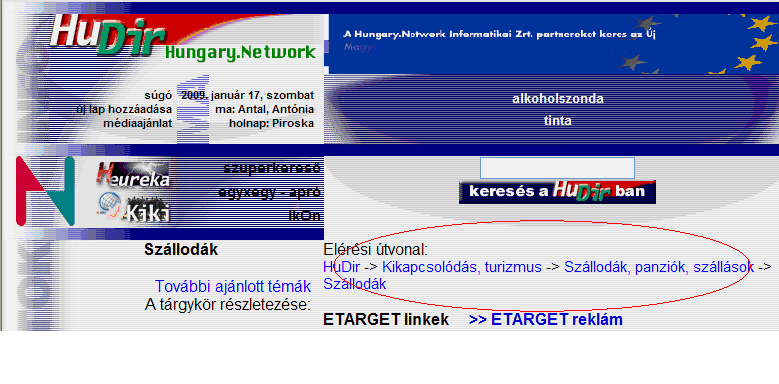 HuDir
Hungary.Network
A Hungary.Network Informatikai Zrt. partnereket keres az Új
Magya
súgó 2009. január 17, szombat
új lap hozzáadása ma: Antal, Antónia
médiaajánlat holnap: Piroska
alkoholszonda
tinta
Heureka
KiKi
szuperkereső
egyxegy - apró
IkOn
keresés a HuDir ban
Szállodák
További ajánlott témák
A tárgykör részletezése:
Elérési útvonal:
HuDir -> Kikapcsolódás, turizmus -> Szállodák, panziók, szállások ->
Szállodák
ETARGET linkek >> ETARGET reklám